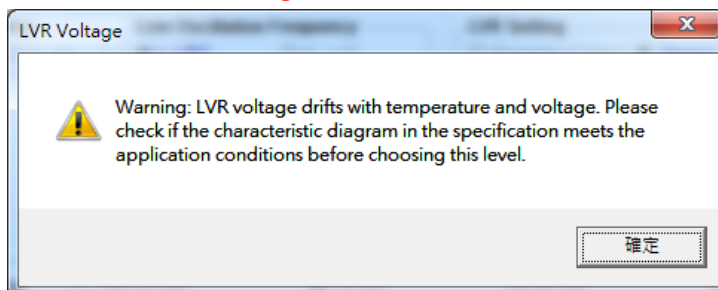 LVR Voltage
Warning: LVR voltage drifts with temperature and voltage. Please
check if the characteristic diagram in the specification meets the
application conditions before choosing this level.
確定